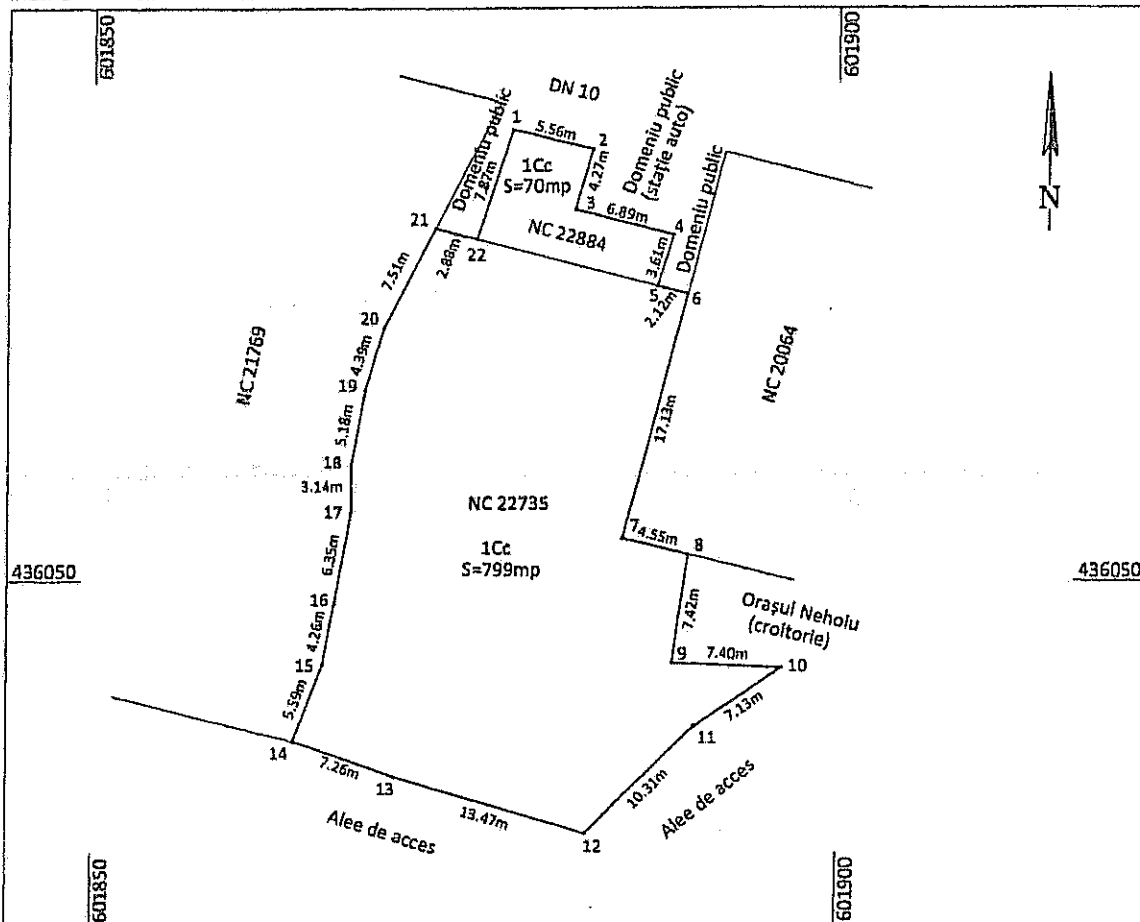 601850
601900
DN 10
Domeniu public
Domeniu public
(stație auto)
Domeniu public
N
1
5.56m
2
1Cc
S=70mp
7.87m
4.27m
3
6.89m
4
NC 22884
3.61m
21
22
2.88m
5
6
2.12m
7.51m
20
4.39m
19
NC 21769
NC 20064
5.18m
17.13m
18
3.14m
17
NC 22735
7
4.55m
8
1Cc
S=799mp
6.35m
436050
436050
16
4.26m
7.42m
Orașul Nehoiu
(croitorie)
15
9
7.40m
10
5.59m
7.13m
14
11
7.26m
13
10.31m
13.47m
Alee de acces
Alee de acces
12
601850
601900